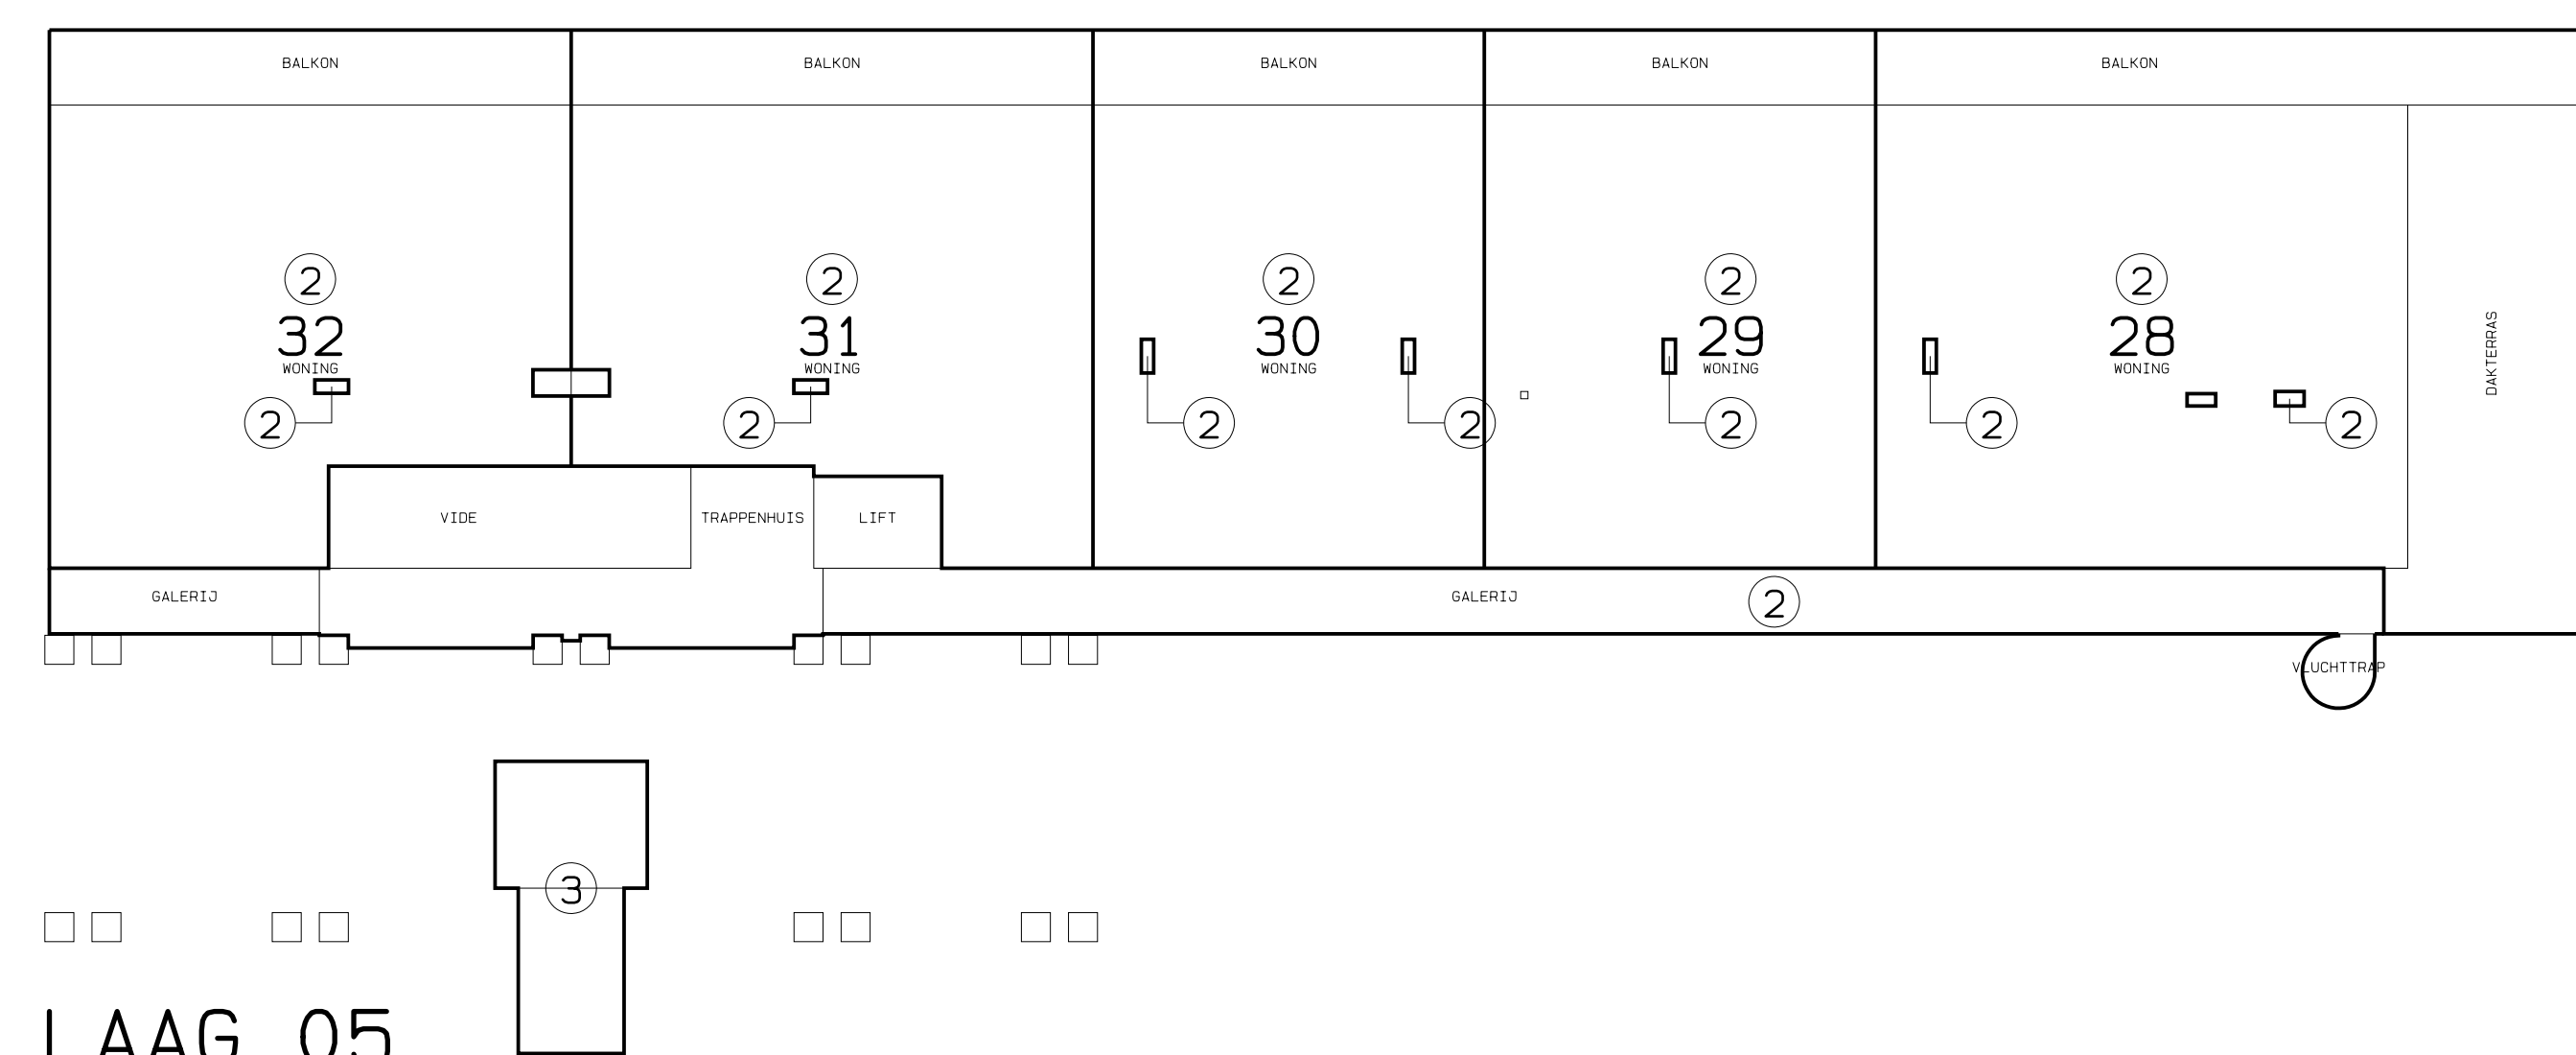 BALKON BALKON BALKON BALKON BALKON
2 2 2 2 2
32 31 30 29 28
WONING WONING WONING WONING WONING
DAKTERRAS
2 2 2 2 2 2 2
VIDE TRAPPENHUIS LIFT
GALERIJ GALERIJ 2
VLUCHTTRAP
3
LAAG 05